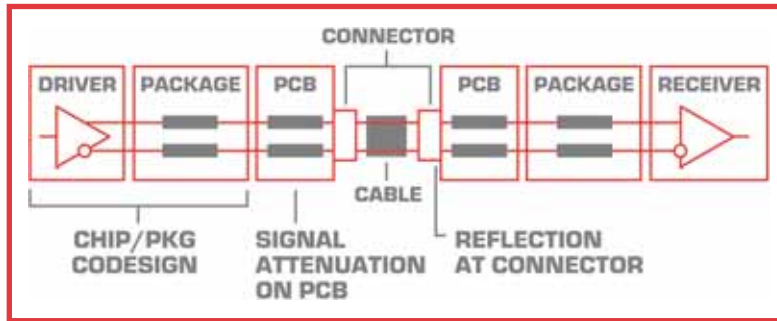 CONNECTOR
DRIVER
PACKAGE
PCB
PCB
PACKAGE
RECEIVER
CABLE
CHIP/PKG
CODESIGN
SIGNAL
ATTENUATION
ON PCB
REFLECTION
AT CONNECTOR